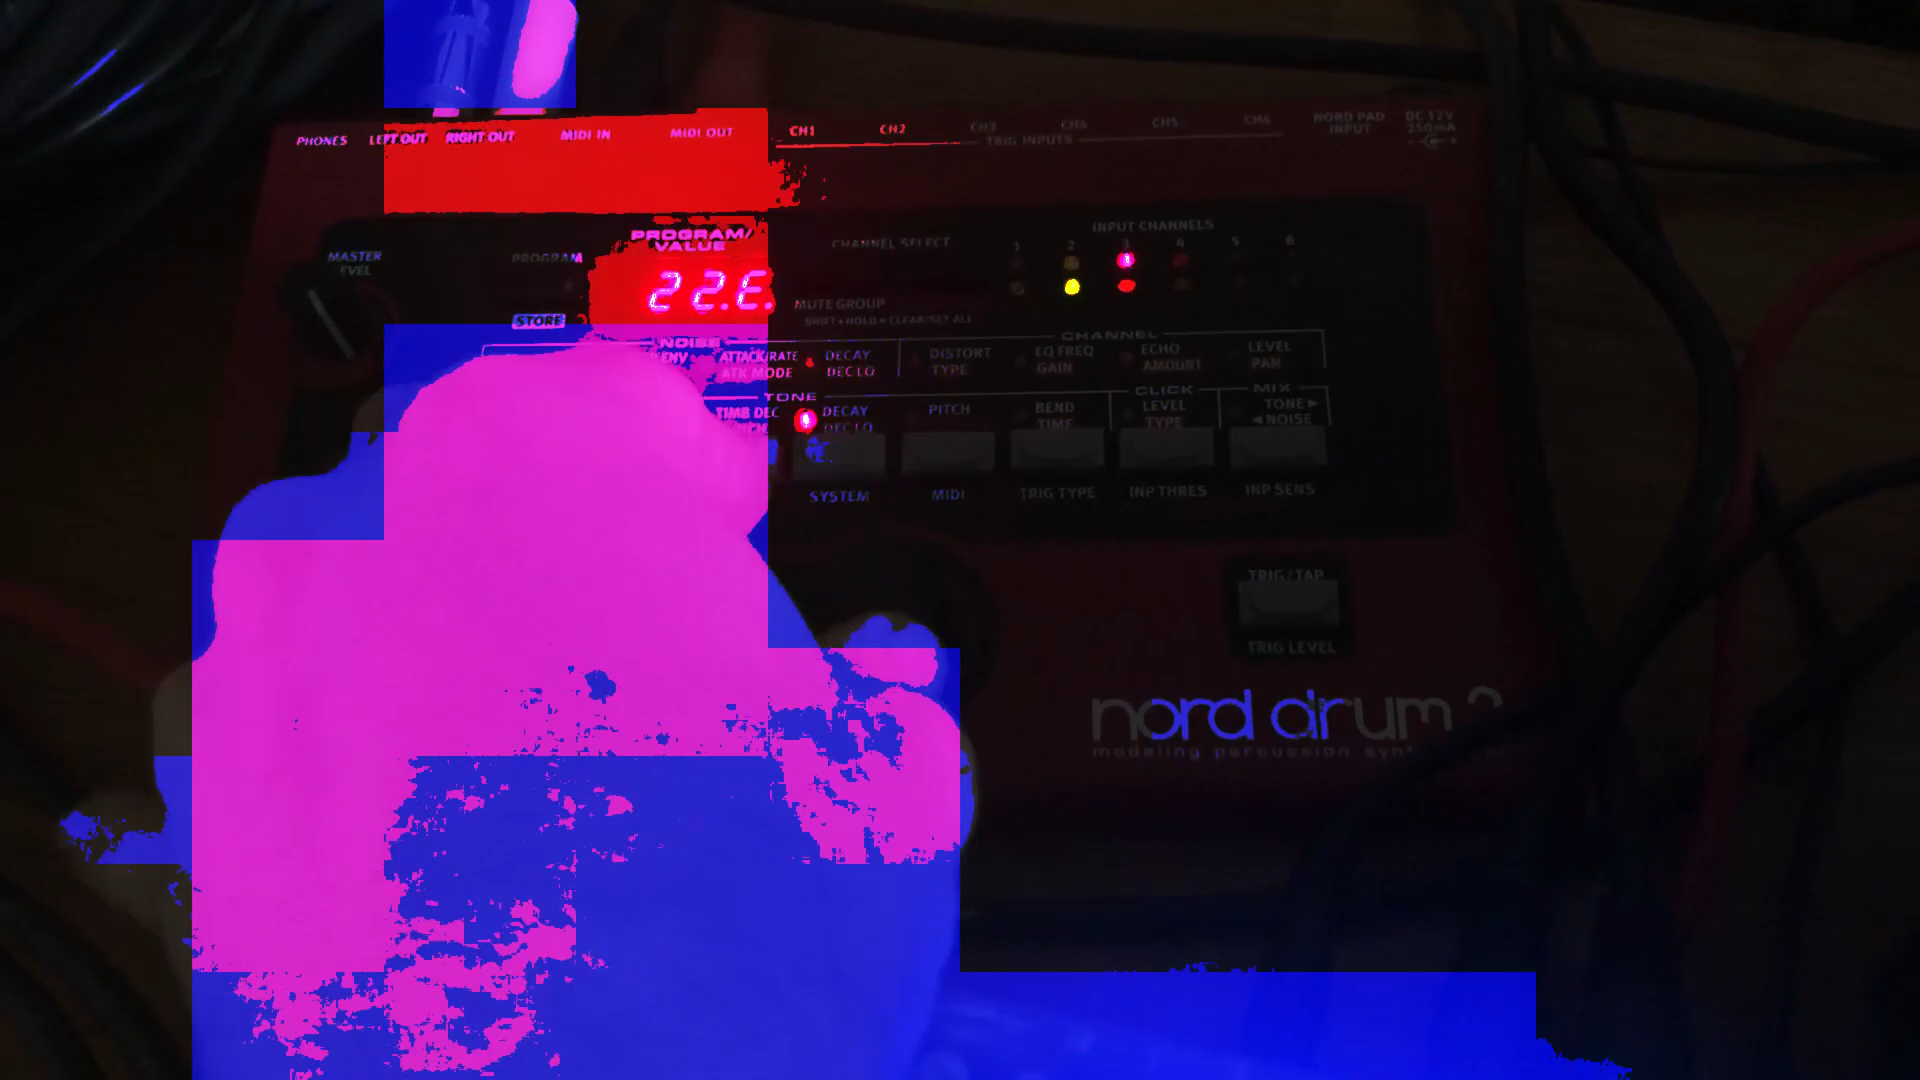 PHONES LEFT OUT RIGHT OUT MIDI IN MIDI OUT CH1 CH2 CH3 CH4 CH5 CH6 NORD PAD INPUT DC 12V 250mA
TRIG INPUTS
MASTER LEVEL
PROGRAM
STORE
PROGRAM/
VALUE
22.E.
CHANNEL SELECT
MUTE GROUP
SHIFT+HOLD=CLEAR/SET ALL
INPUT CHANNELS
1 2 3 4 5 6
NOISE
ENV
ATTACK/RATE
ATK MODE
DECAY
DEC LO
CHANNEL
DISTORT
TYPE
EQ FREQ
GAIN
ECHO
AMOUNT
LEVEL
PAN
TONE
TIMB DEC
DECAY
DEC LO
PITCH
BEND
TIME
CLICK
LEVEL
TYPE
MIX
TONE►
◄NOISE
SYSTEM MIDI TRIG TYPE INP THRES INP SENS
TRIG/TAP
TRIG LEVEL
nord drum 2
modeling percussion